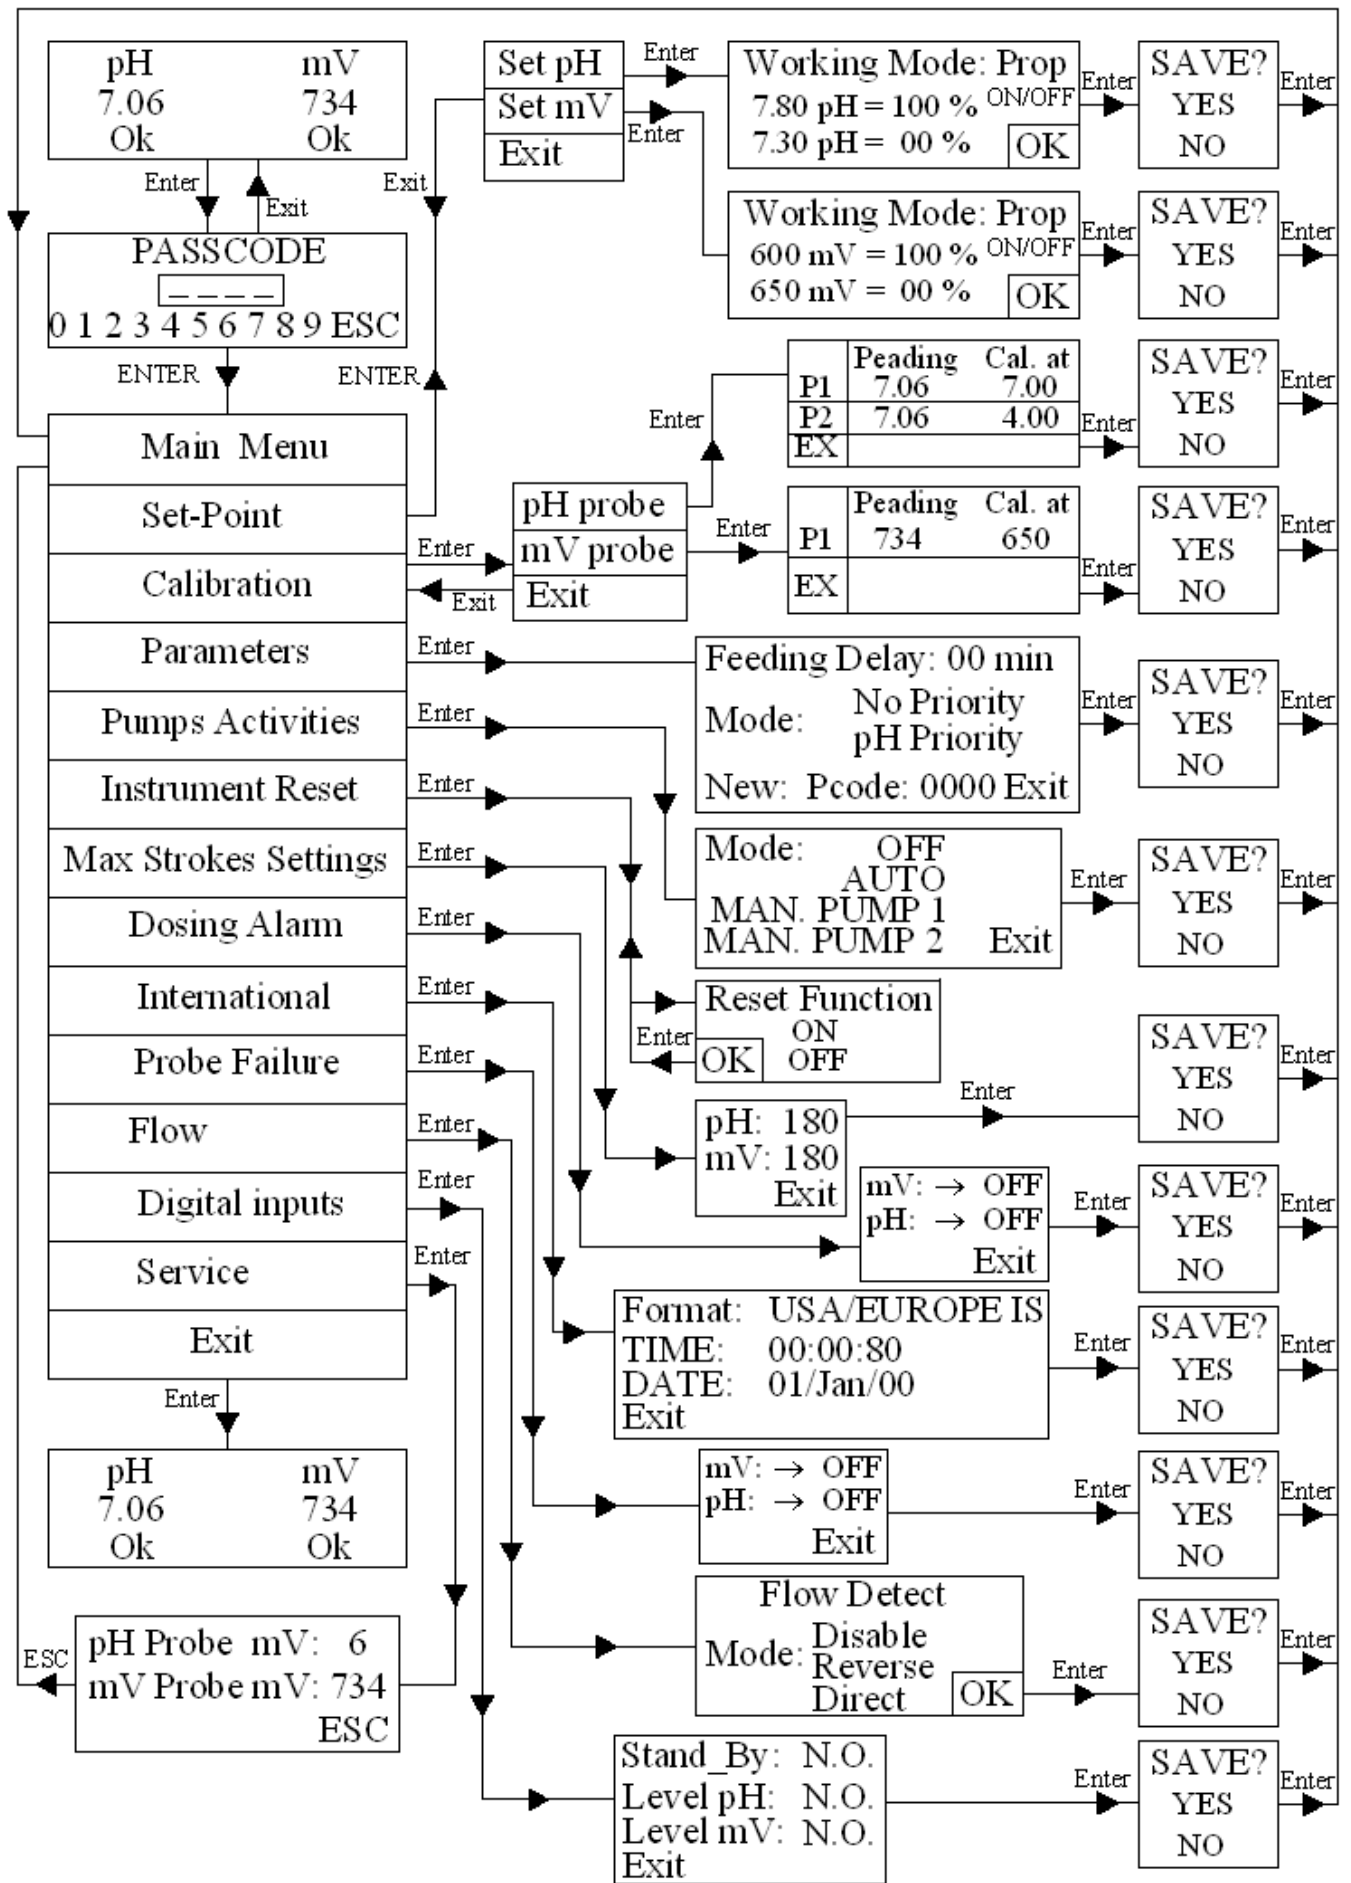 pH mV
7.06 734
Ok Ok
Enter
Exit
PASSCODE
_ _ _ _
0 1 2 3 4 5 6 7 8 9 ESC
ENTER
Main Menu
Set-Point
Calibration
Parameters
Pumps Activities
Instrument Reset
Max Strokes Settings
Dosing Alarm
International
Probe Failure
Flow
Digital inputs
Service
Exit
Enter
pH mV
7.06 734
Ok Ok
pH Probe mV: 6
mV Probe mV: 734
ESC
ESC
ENTER
Exit
Set pH
Set mV
Exit
Enter
Enter
Working Mode: Prop
7.80 pH = 100 % ON/OFF
7.30 pH = 00 % OK
Enter
SAVE?
YES
NO
Enter
Working Mode: Prop
600 mV = 100 % ON/OFF
650 mV = 00 % OK
Enter
SAVE?
YES
NO
Enter
Enter
Exit
pH probe
mV probe
Exit
Enter
Peading Cal. at
P1 7.06 7.00
P2 7.06 4.00
EX
Enter
SAVE?
YES
NO
Enter
Enter
Peading Cal. at
P1 734 650
EX
Enter
SAVE?
YES
NO
Enter
Enter
Feeding Delay: 00 min
Mode: No Priority
pH Priority
New: Pcode: 0000 Exit
Enter
SAVE?
YES
NO
Enter
Enter
Mode: OFF
AUTO
MAN. PUMP 1
MAN. PUMP 2 Exit
Enter
SAVE?
YES
NO
Enter
Enter
Reset Function
ON
OFF
OK
Enter
Enter
pH: 180
mV: 180
Exit
Enter
SAVE?
YES
NO
Enter
Enter
mV: → OFF
pH: → OFF
Exit
Enter
SAVE?
YES
NO
Enter
Enter
Format: USA/EUROPE IS
TIME: 00:00:80
DATE: 01/Jan/00
Exit
Enter
SAVE?
YES
NO
Enter
Enter
mV: → OFF
pH: → OFF
Exit
Enter
SAVE?
YES
NO
Enter
Enter
Flow Detect
Mode: Disable
Reverse
Direct OK
Enter
SAVE?
YES
NO
Enter
Enter
Stand_By: N.O.
Level pH: N.O.
Level mV: N.O.
Exit
Enter
SAVE?
YES
NO
Enter
Enter